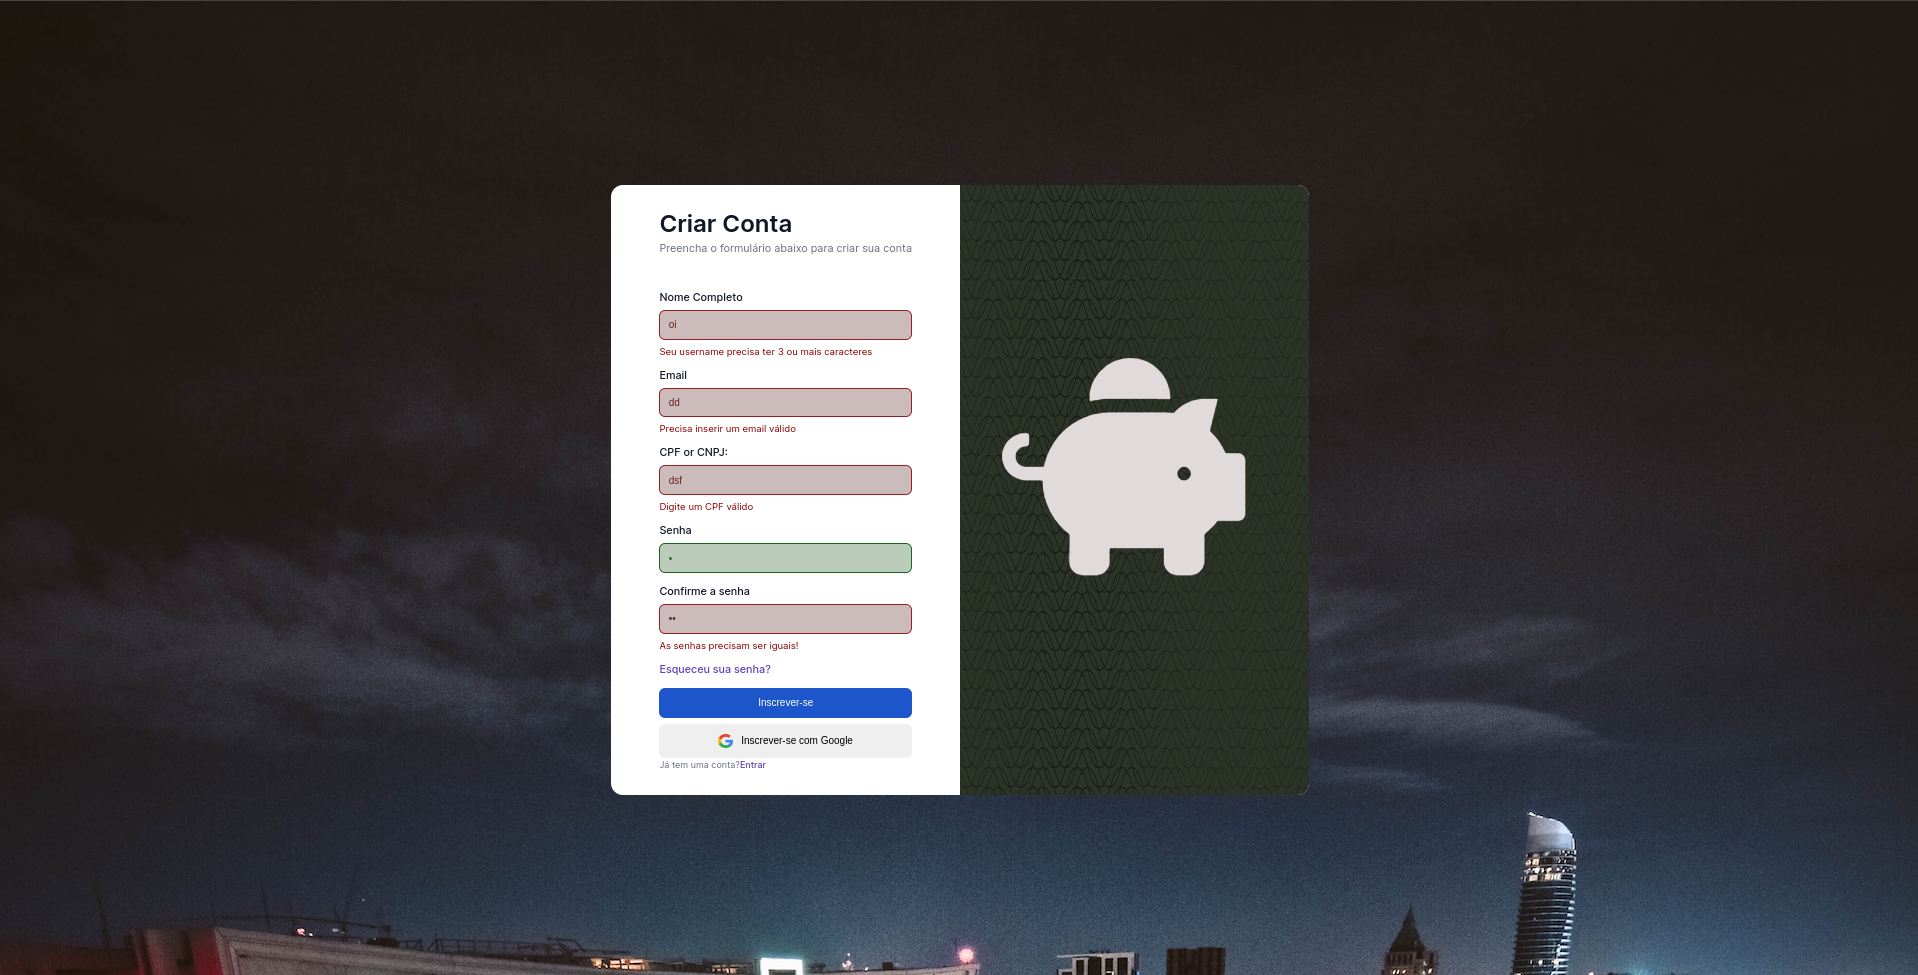 Criar Conta
Preencha o formulário abaixo para criar sua conta
Nome Completo
oi
Seu username precisa ter 3 ou mais caracteres
Email
dd
Precisa inserir um email válido
CPF or CNPJ:
dsf
Digite um CPF válido
Senha
•
Confirme a senha
••
As senhas precisam ser iguais!
Esqueceu sua senha?
Inscrever-se
Inscrever-se com Google
Já tem uma conta?Entrar